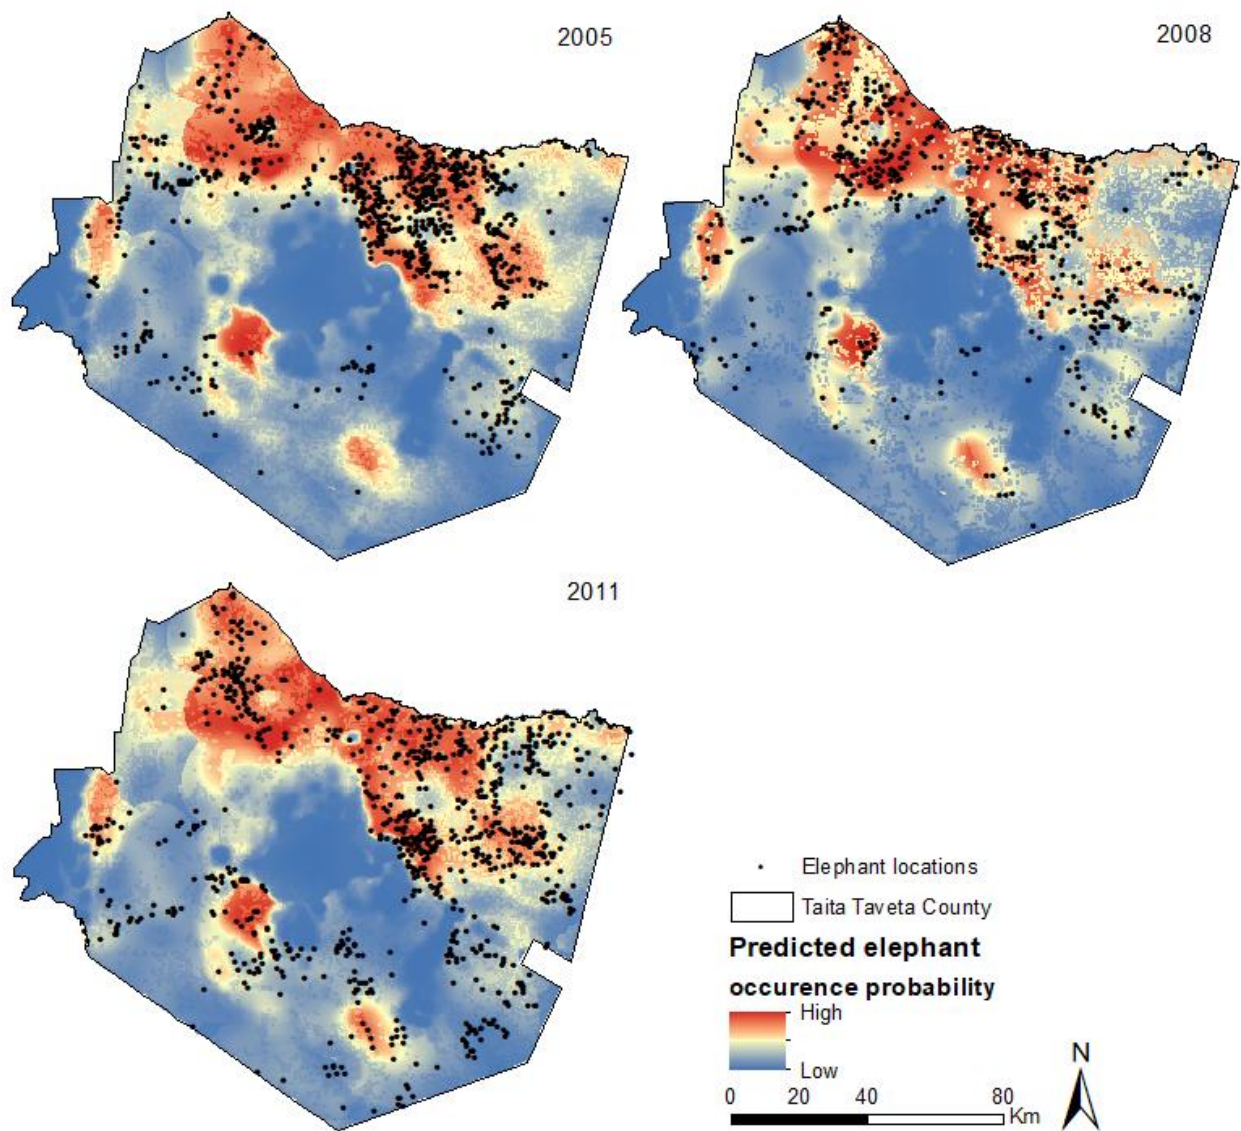 2005
2008
2011
Elephant locations
Taita Taveta County
Predicted elephant
occurence probability
High
Low
0 20 40 80
Km
N